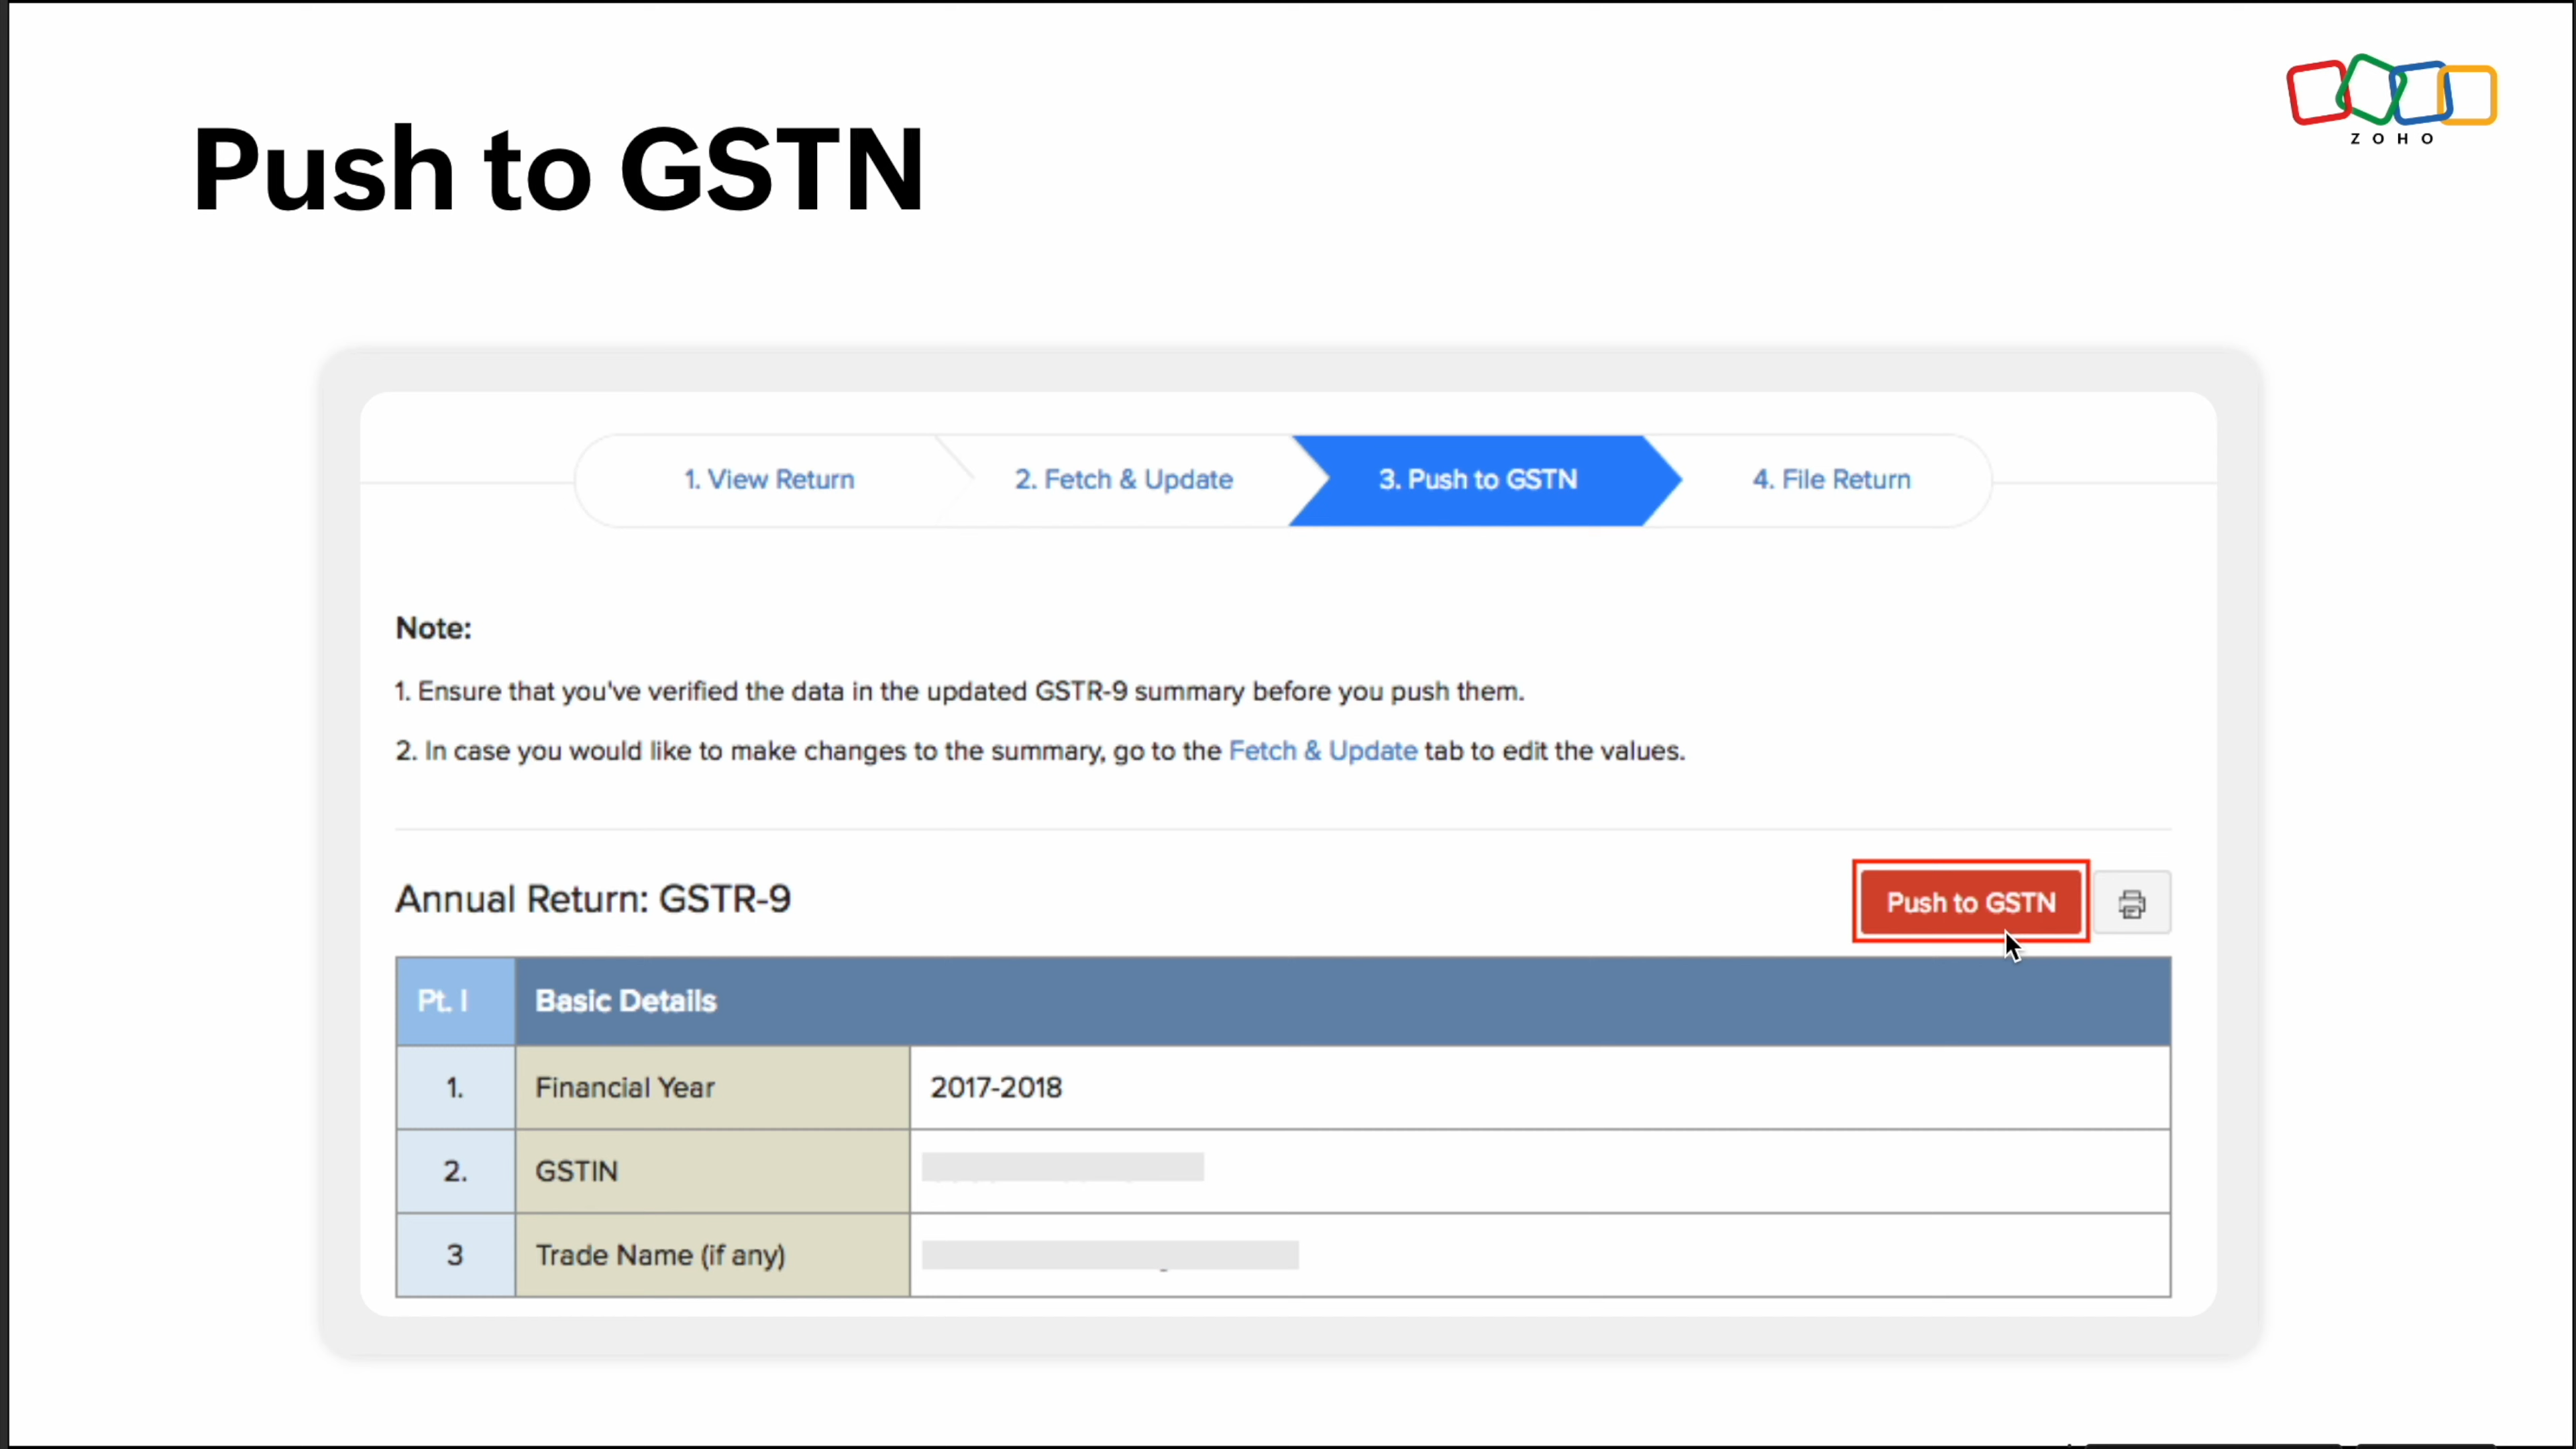 ZOHO
Push to GSTN
1. View Return
2. Fetch & Update
3. Push to GSTN
4. File Return
Note:
1. Ensure that you've verified the data in the updated GSTR-9 summary before you push them.
2. In case you would like to make changes to the summary, go to the Fetch & Update tab to edit the values.
Annual Return: GSTR-9
Push to GSTN
Pt. I Basic Details
1. Financial Year 2017-2018
2. GSTIN
3 Trade Name (if any)